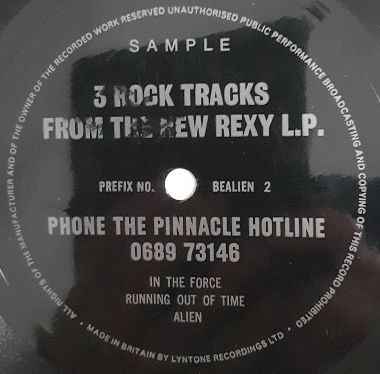 ALL RIGHTS OF THE MANUFACTURER AND OF THE OWNER OF THE RECORDED WORK RESERVED UNAUTHORISED PUBLIC PERFORMANCE BROADCASTING AND COPYING OF THIS RECORD PROHIBITED
SAMPLE
3 ROCK TRACKS
FROM THE NEW REXY L.P.
PREFIX NO. BEALIEN 2
PHONE THE PINNACLE HOTLINE
0689 73146
IN THE FORCE
RUNNING OUT OF TIME
ALIEN
• MADE IN BRITAIN BY LYNTONE RECORDINGS LTD •